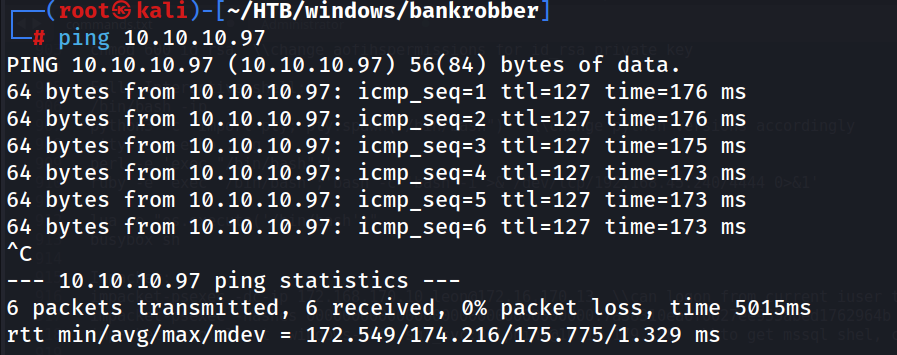 ┌──(root㉿kali)-[~/HTB/windows/bankrobber]
└─# ping 10.10.10.97
PING 10.10.10.97 (10.10.10.97) 56(84) bytes of data.
64 bytes from 10.10.10.97: icmp_seq=1 ttl=127 time=176 ms
64 bytes from 10.10.10.97: icmp_seq=2 ttl=127 time=176 ms
64 bytes from 10.10.10.97: icmp_seq=3 ttl=127 time=175 ms
64 bytes from 10.10.10.97: icmp_seq=4 ttl=127 time=173 ms
64 bytes from 10.10.10.97: icmp_seq=5 ttl=127 time=173 ms
64 bytes from 10.10.10.97: icmp_seq=6 ttl=127 time=173 ms
^C
--- 10.10.10.97 ping statistics ---
6 packets transmitted, 6 received, 0% packet loss, time 5015ms
rtt min/avg/max/mdev = 172.549/174.216/175.775/1.329 ms